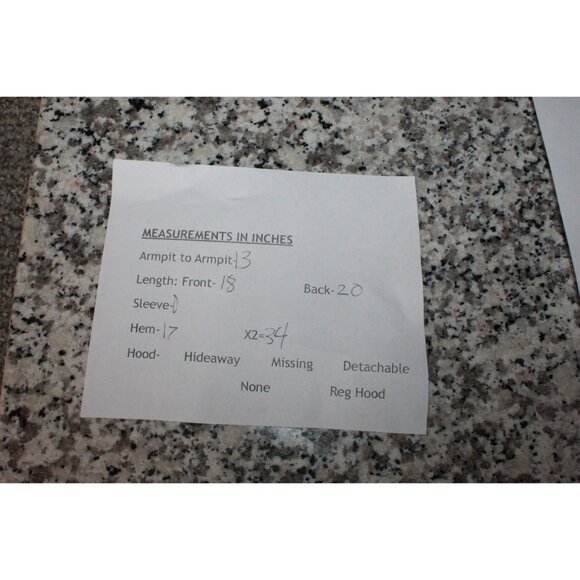 MEASUREMENTS IN INCHES
Armpit to Armpit-13
Length: Front- 18 Back- 20
Sleeve-0
Hem-17 X2=34
Hood- Hideaway Missing Detachable
None Reg Hood